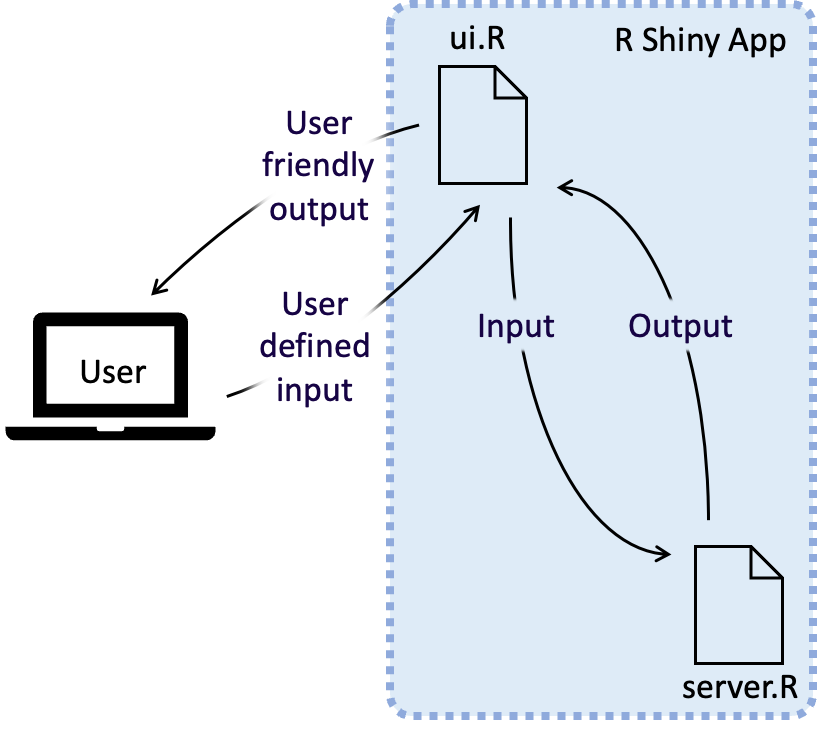 ui.R
R Shiny App
User
friendly
output
User
defined
input
Input
Output
User
server.R